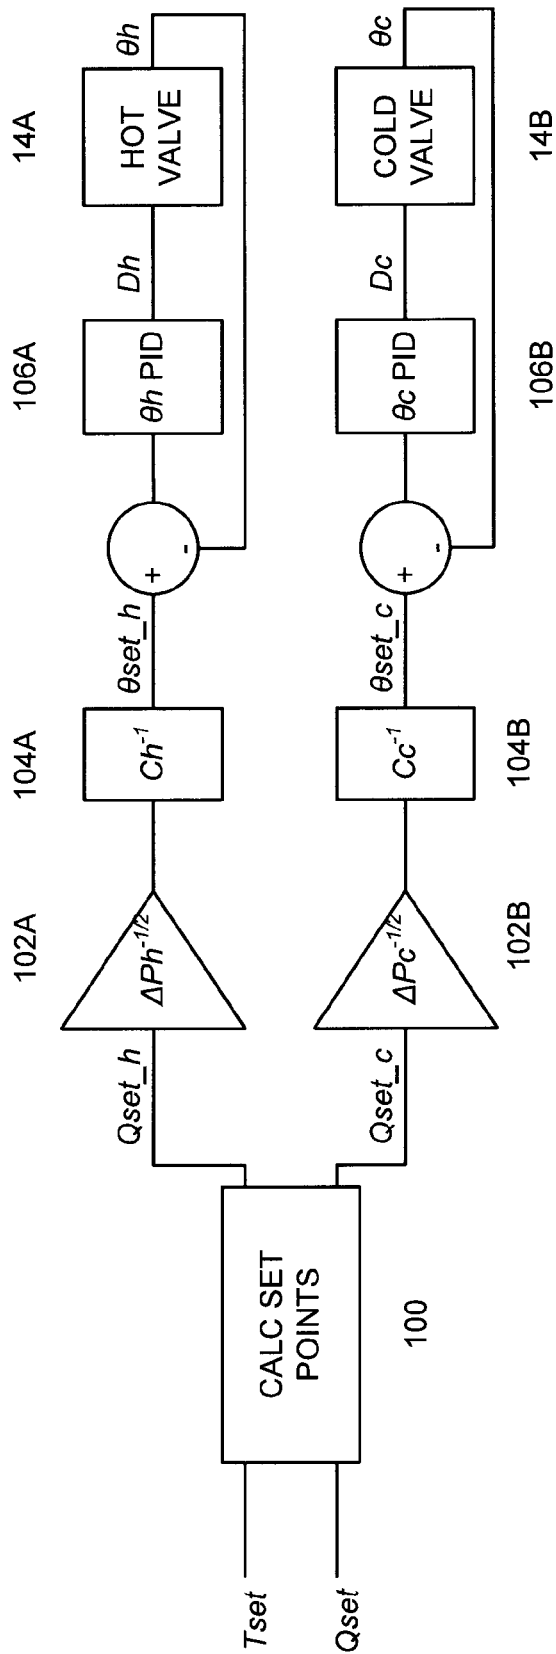 102A
104A
106A
14A
Qset_h
ΔPh^-1/2
Ch^-1
θset_h
+
-
θh PID
Dh
HOT
VALVE
θh
Tset
Qset
CALC SET
POINTS
100
Qset_c
ΔPc^-1/2
Cc^-1
θset_c
+
-
θc PID
Dc
COLD
VALVE
θc
102B
104B
106B
14B